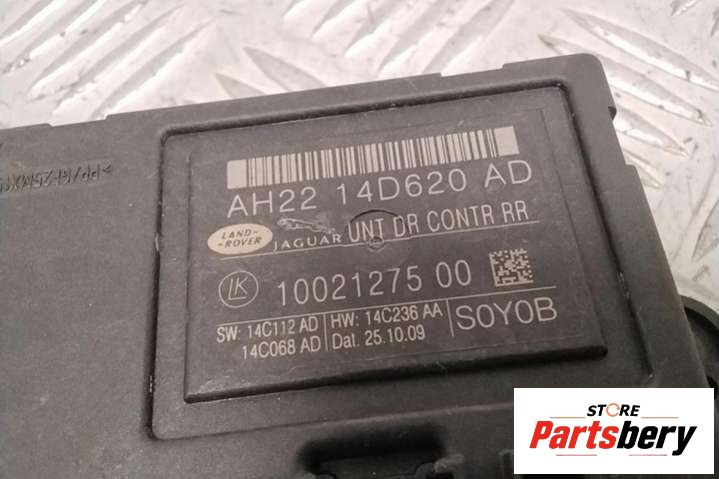 AH22 14D620 AD
LAND-
-ROVER
JAGUAR
UNT DR CONTR RR
LK
10021275 00
SW: 14C112 AD
14C068 AD
HW: 14C236 AA
Dat. 25.10.09
S0Y0B
STORE
Partsbery